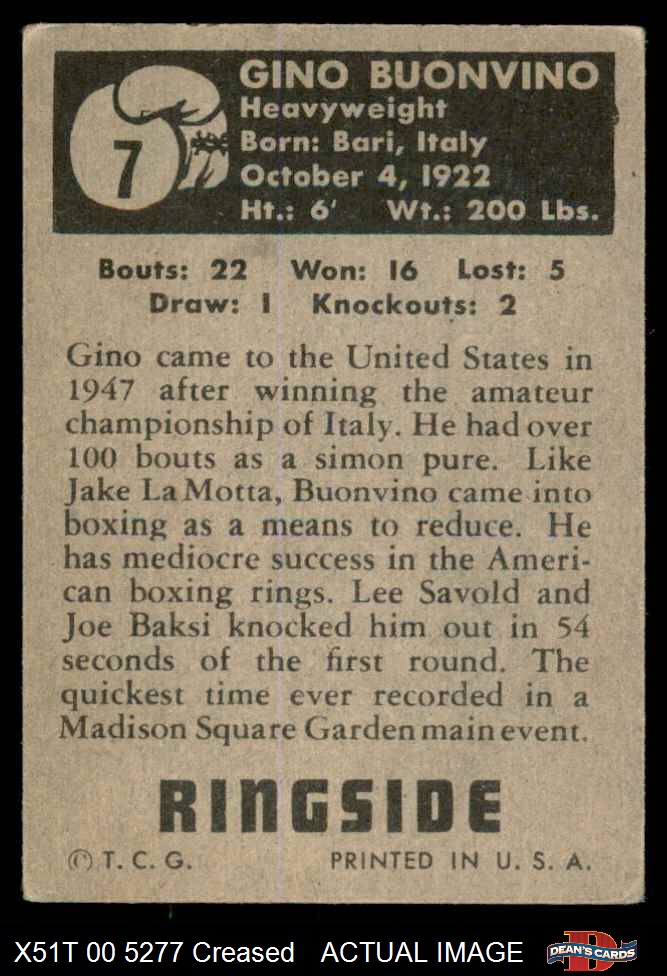 7
GINO BUONVINO
Heavyweight
Born: Bari, Italy
October 4, 1922
Ht.: 6' Wt.: 200 Lbs.
Bouts: 22 Won: 16 Lost: 5
Draw: 1 Knockouts: 2
Gino came to the United States in
1947 after winning the amateur
championship of Italy. He had over
100 bouts as a simon pure. Like
Jake LaMotta, Buonvino came into
boxing as a means to reduce. He
has mediocre success in the Ameri-
can boxing rings. Lee Savold and
Joe Baksi knocked him out in 54
seconds of the first round. The
quickest time ever recorded in a
Madison Square Garden main event.
RINGSIDE
© T. C. G. PRINTED IN U. S. A.
X51T 00 5277 Creased ACTUAL IMAGE
D
DEAN'S CARDS